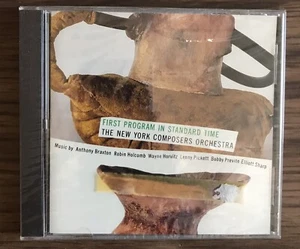 FIRST PROGRAM IN STANDARD TIME
THE NEW YORK COMPOSERS ORCHESTRA
Music by Anthony Braxton Robin Holcomb Wayne Horvitz Lenny Pickett Bobby Previte Elliott Sharp